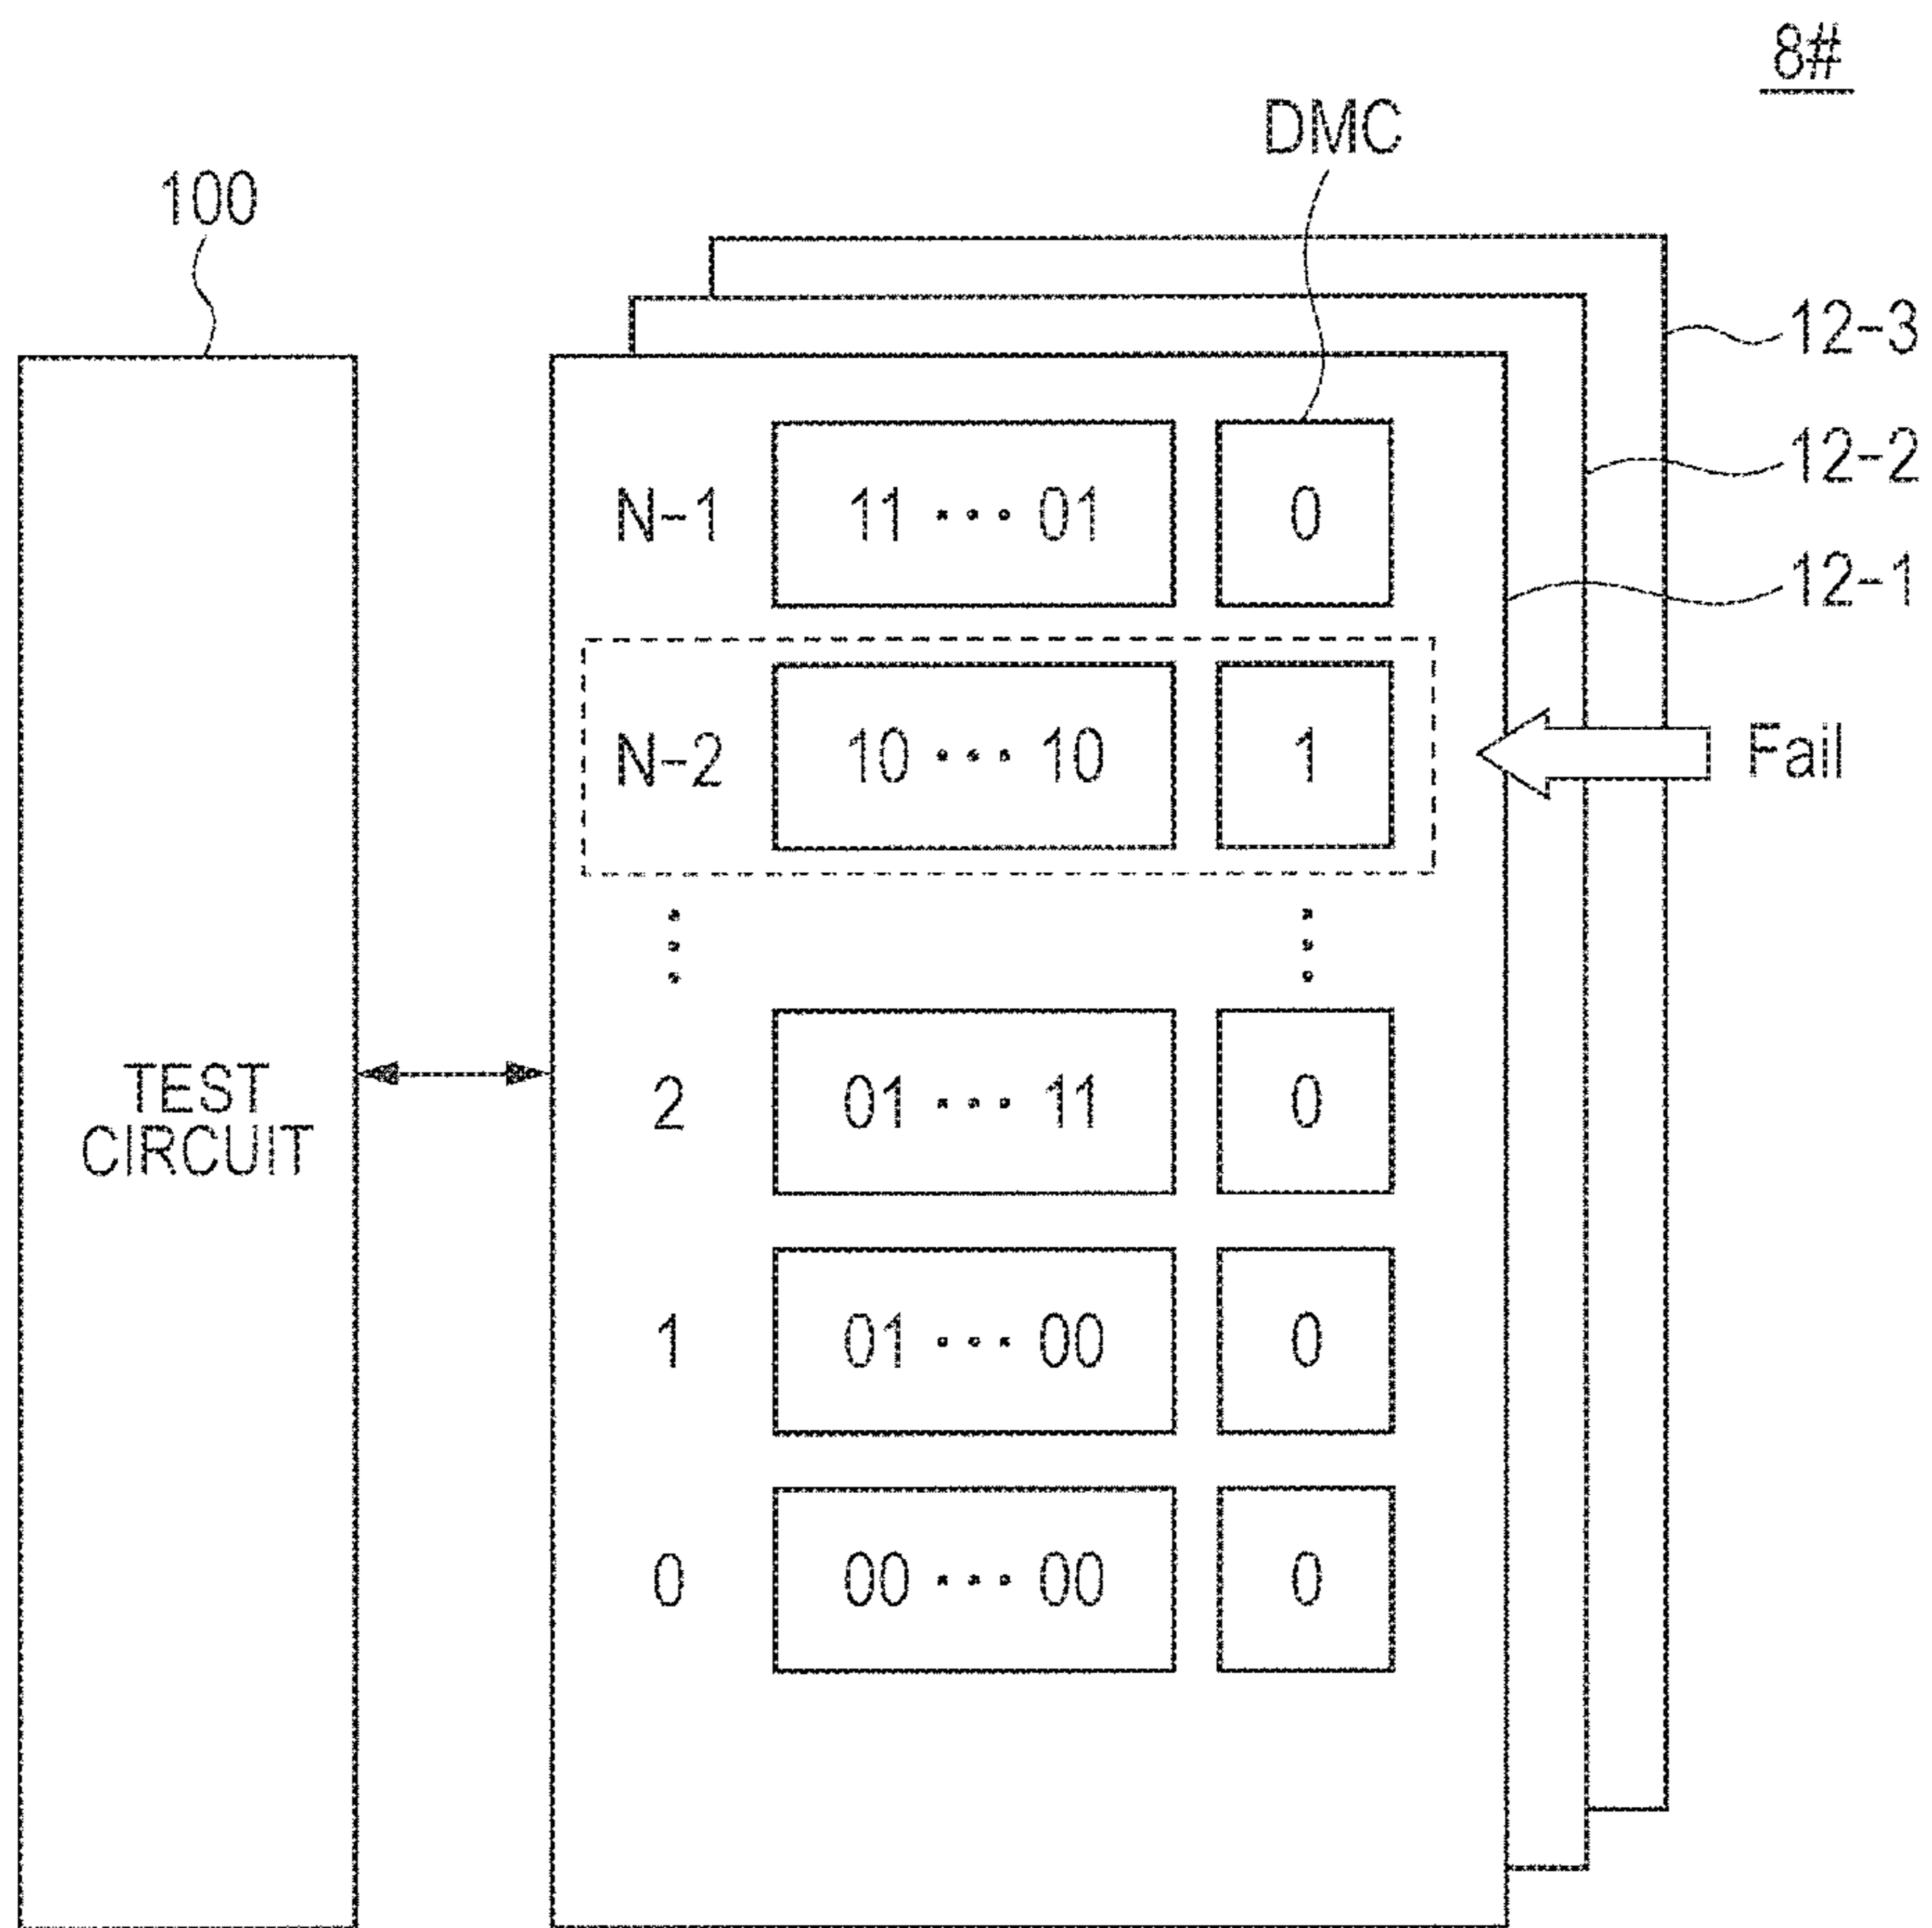 8#
DMC
100
12-3
12-2
12-1
N-1 11 ··· 01 0
N-2 10 ··· 10 1 Fail
⋮ ⋮
2 01 ··· 11 0
TEST
CIRCUIT
1 01 ··· 00 0
0 00 ··· 00 0